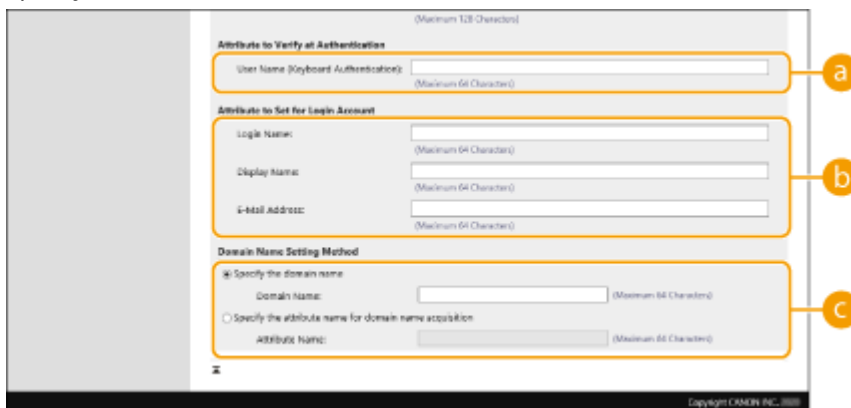 (Maximum 128 Characters)
Attribute to Verify at Authentication
User Name (Keyboard Authentication):
(Maximum 64 Characters)
a
Attribute to Set for Login Account
Login Name:
(Maximum 64 Characters)
b
Display Name:
(Maximum 64 Characters)
E-Mail Address:
(Maximum 64 Characters)
Domain Name Setting Method
Specify the domain name
Domain Name: (Maximum 64 Characters)
c
Specify the attribute name for domain name acquisition
Attribute Name: (Maximum 64 Characters)
Copyright CANON INC.